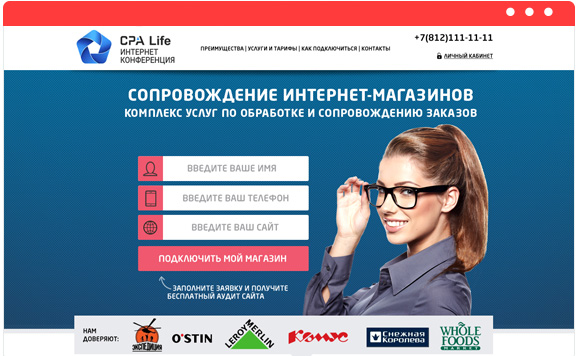 CPA Life
ИНТЕРНЕТ
КОНФЕРЕНЦИЯ
ПРЕИМУЩЕСТВА | УСЛУГИ И ТАРИФЫ | КАК ПОДКЛЮЧИТЬСЯ | КОНТАКТЫ
+7(812)111-11-11
ЛИЧНЫЙ КАБИНЕТ
СОПРОВОЖДЕНИЕ ИНТЕРНЕТ-МАГАЗИНОВ
КОМПЛЕКС УСЛУГ ПО ОБРАБОТКЕ И СОПРОВОЖДЕНИЮ ЗАКАЗОВ
ВВЕДИТЕ ВАШЕ ИМЯ
ВВЕДИТЕ ВАШ ТЕЛЕФОН
ВВЕДИТЕ ВАШ САЙТ
ПОДКЛЮЧИТЬ МОЙ МАГАЗИН
ЗАПОЛНИТЕ ЗАЯВКУ И ПОЛУЧИТЕ
БЕСПЛАТНЫЙ АУДИТ САЙТА
НАМ
ДОВЕРЯЮТ:
ЭКСПЕДИЦИЯ
O'STIN
LEROY MERLIN
Комус
СНЕЖНАЯ
КОРОЛЕВА
WHOLE
FOODS
MARKET